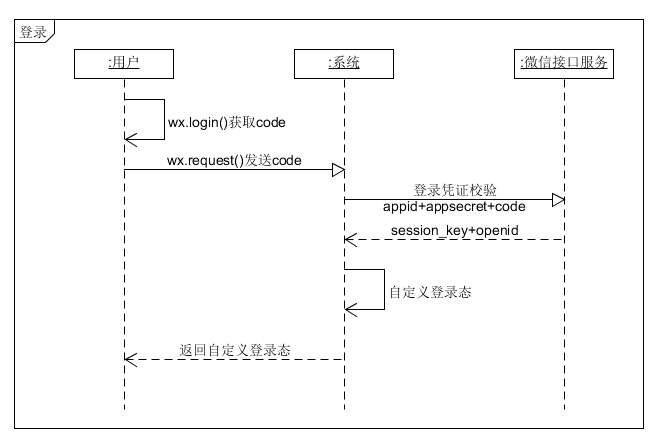 登录
:用户
:系统
:微信接口服务
wx.login()获取code
wx.request()发送code
登录凭证校验
appid+appsecret+code
session_key+openid
自定义登录态
返回自定义登录态